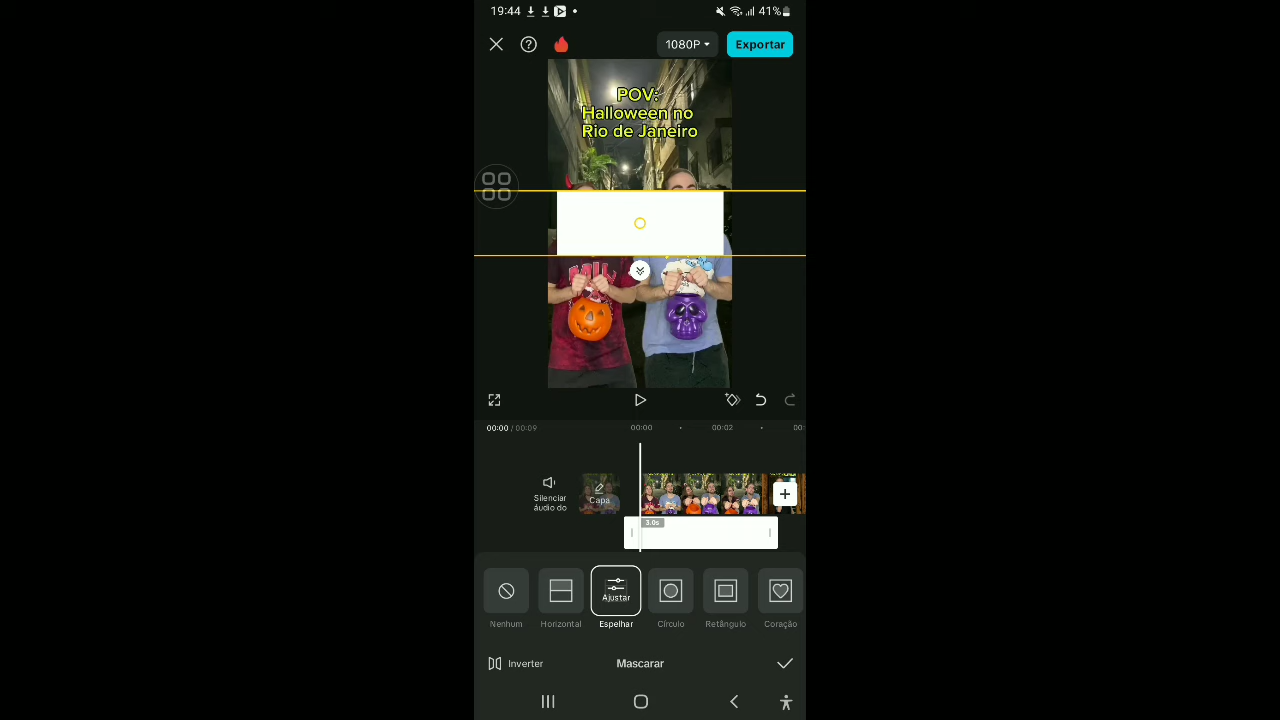 19:44
41%
1080P
Exportar
POV:
Halloween no
Rio de Janeiro
00:00 / 00:09
00:00
00:02
00:
Silenciar
áudio do
Capa
3.0s
Ajustar
Nenhum
Horizontal
Espelhar
Círculo
Retângulo
Coração
Inverter
Mascarar